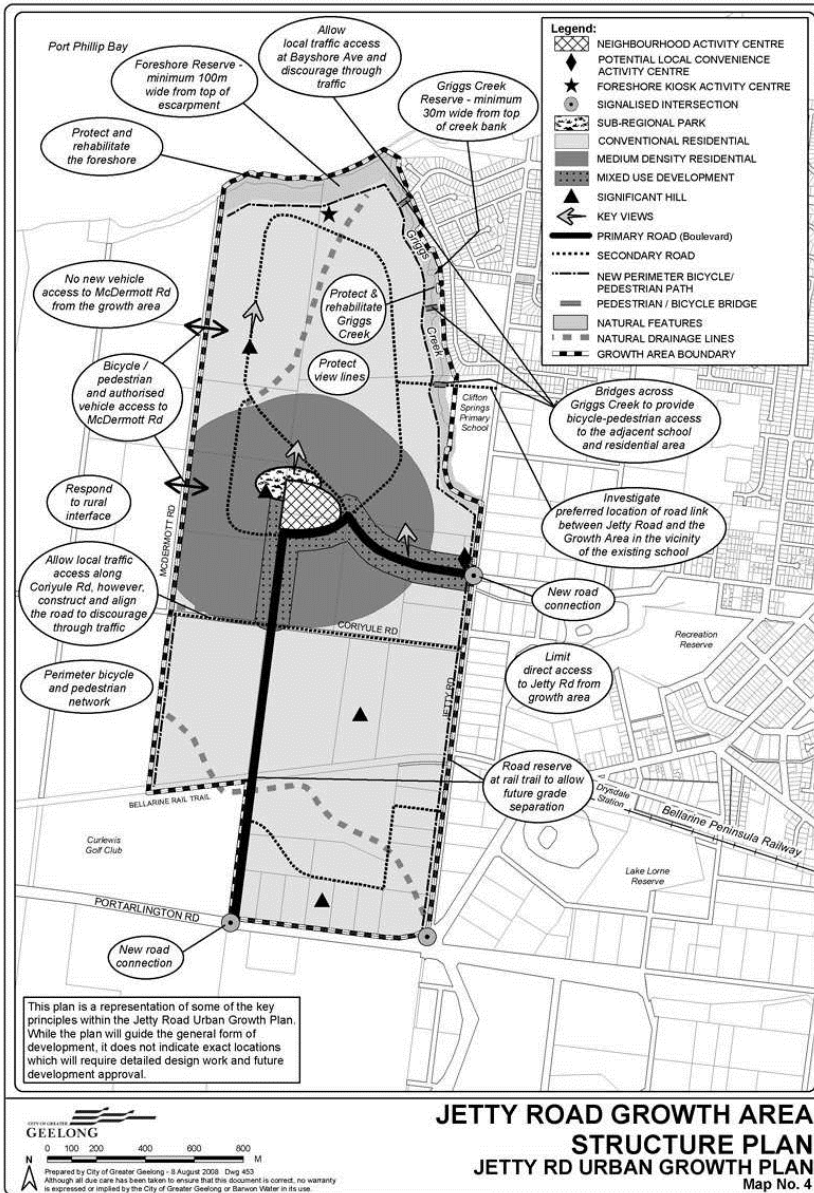 Port Phillip Bay
Allow
local traffic access
at Bayshore Ave and
discourage through
traffic
Foreshore Reserve -
minimum 100m
wide from top of
escarpment
Griggs Creek
Reserve - minimum
30m wide from top
of creek bank
Protect and
rehabilitate
the foreshore
Legend:
NEIGHBOURHOOD ACTIVITY CENTRE
POTENTIAL LOCAL CONVENIENCE
ACTIVITY CENTRE
FORESHORE KIOSK ACTIVITY CENTRE
SIGNALISED INTERSECTION
SUB-REGIONAL PARK
CONVENTIONAL RESIDENTIAL
MEDIUM DENSITY RESIDENTIAL
MIXED USE DEVELOPMENT
SIGNIFICANT HILL
KEY VIEWS
PRIMARY ROAD (Boulevard)
SECONDARY ROAD
NEW PERIMETER BICYCLE/
PEDESTRIAN PATH
PEDESTRIAN / BICYCLE BRIDGE
NATURAL FEATURES
NATURAL DRAINAGE LINES
GROWTH AREA BOUNDARY
Griggs
Creek
No new vehicle
access to McDermott Rd
from the growth area
Protect &
rehabilitate
Griggs
Creek
Protect
view lines
Bicycle /
pedestrian
and authorised
vehicle access to
McDermott Rd
Clifton
Springs
Primary
School
Bridges across
Griggs Creek to provide
bicycle-pedestrian access
to the adjacent school
and residential area
Respond
to rural
interface
MCDERMOTT RD
Investigate
preferred location of road link
between Jetty Road and the
Growth Area in the vicinity
of the existing school
Allow local traffic
access along
Coriyule Rd, however,
construct and align
the road to discourage
through traffic
New road
connection
CORIYULE RD
Recreation
Reserve
Limit
direct access
to Jetty Rd from
growth area
JETTY RD
Perimeter bicycle
and pedestrian
network
Road reserve
at rail trail to allow
future grade
separation
BELLARINE RAIL TRAIL
Drysdale
Station
Bellarine Peninsula Railway
Curlewis
Golf Club
Lake Lorne
Reserve
PORTARLINGTON RD
New road
connection
This plan is a representation of some of the key
principles within the Jetty Road Urban Growth Plan.
While the plan will guide the general form of
development, it does not indicate exact locations
which will require detailed design work and future
development approval.
CITY OF GREATER
GEELONG
N
0 100 200 400 600 800
M
Prepared by City of Greater Geelong - 8 August 2008 Dwg 453
Although all due care has been taken to ensure that this document is correct, no warranty
is expressed or implied by the City of Greater Geelong or Barwon Water in its use.
JETTY ROAD GROWTH AREA
STRUCTURE PLAN
JETTY RD URBAN GROWTH PLAN
Map No. 4